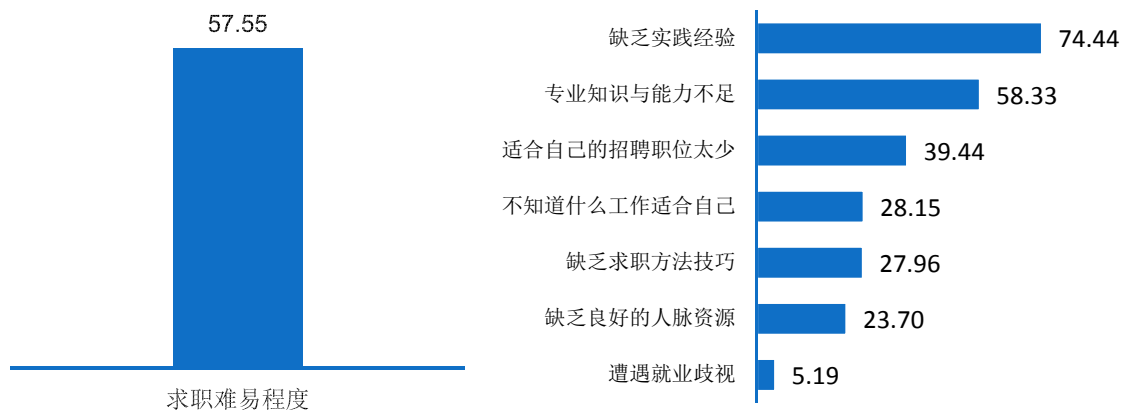 57.55
求职难易程度
缺乏实践经验 74.44
专业知识与能力不足 58.33
适合自己的招聘职位太少 39.44
不知道什么工作适合自己 28.15
缺乏求职方法技巧 27.96
缺乏良好的人脉资源 23.70
遭遇就业歧视 5.19